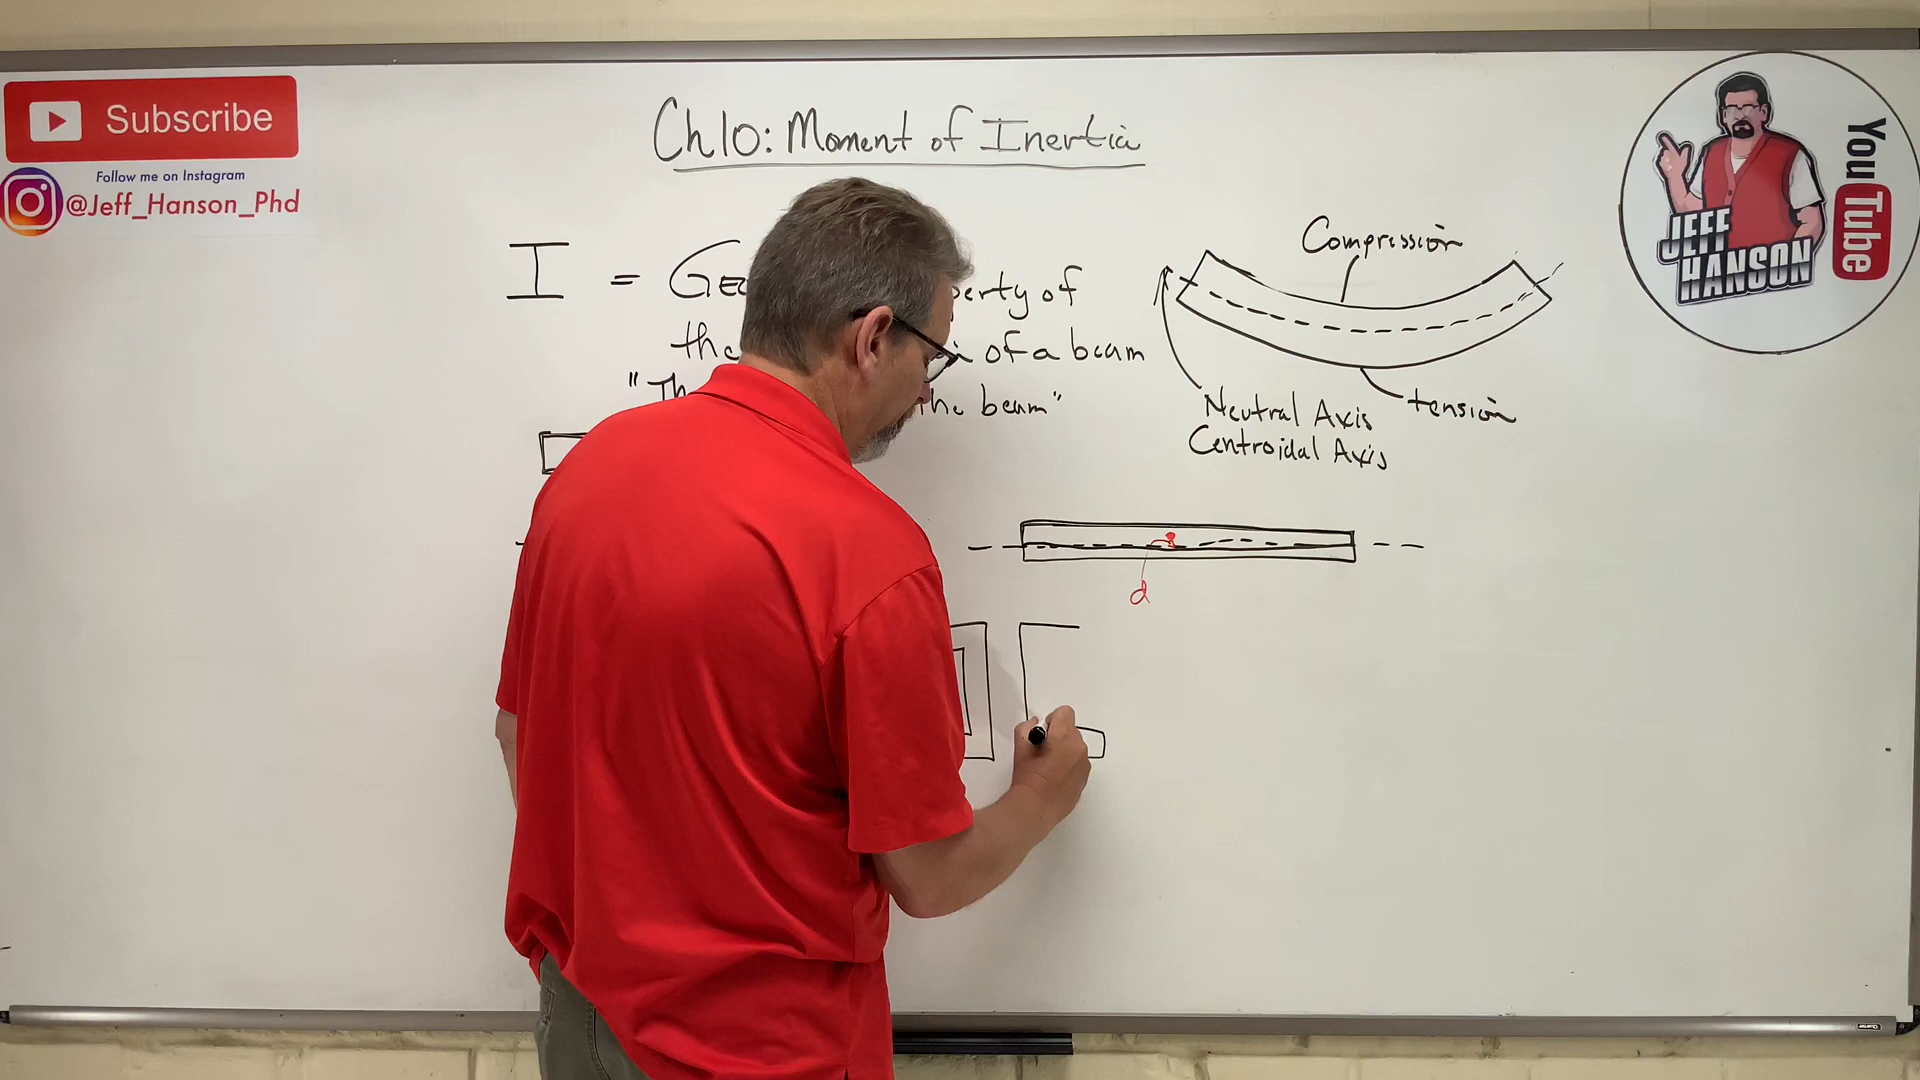 Subscribe
Follow me on Instagram
@Jeff_Hanson_Phd
Ch10: Moment of Inertia
I = Geo perty of
the of a beam
"Th the beam"
Compression
tension
Neutral Axis
Centroidal Axis
d
JEFF
HANSON
YouTube